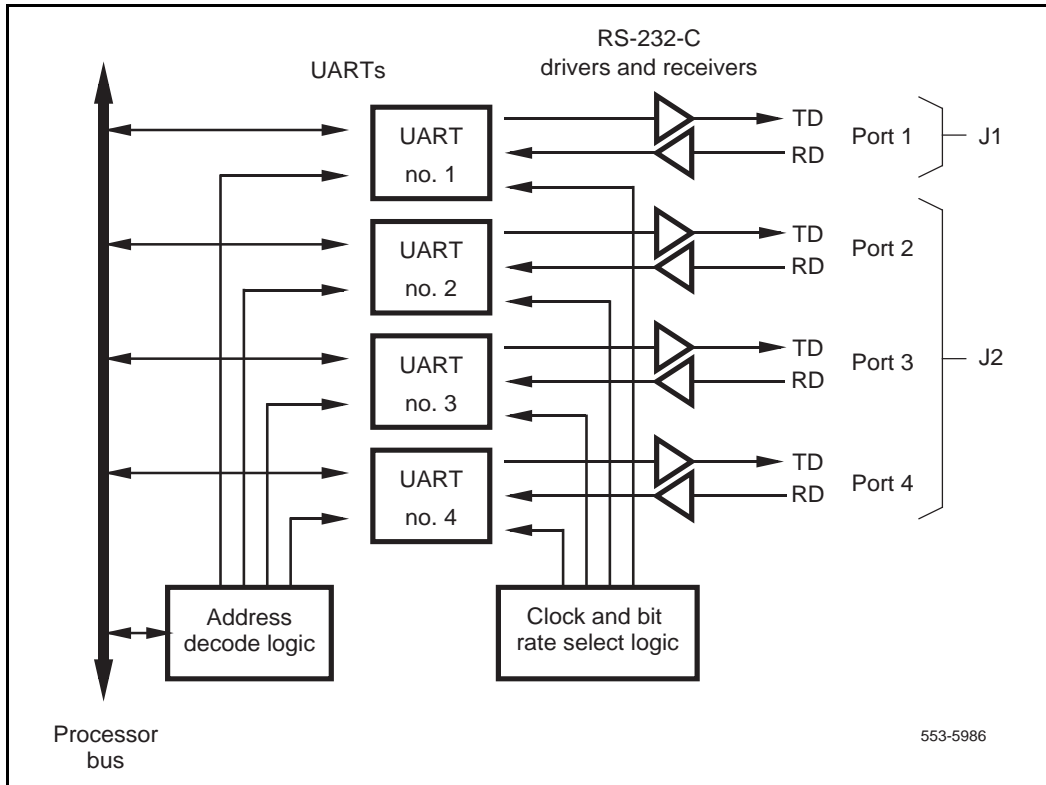 RS-232-C
drivers and receivers
UARTs
UART
no. 1
TD
RD
Port 1
J1
UART
no. 2
TD
RD
Port 2
UART
no. 3
TD
RD
Port 3
J2
UART
no. 4
TD
RD
Port 4
Address
decode logic
Clock and bit
rate select logic
Processor
bus
553-5986